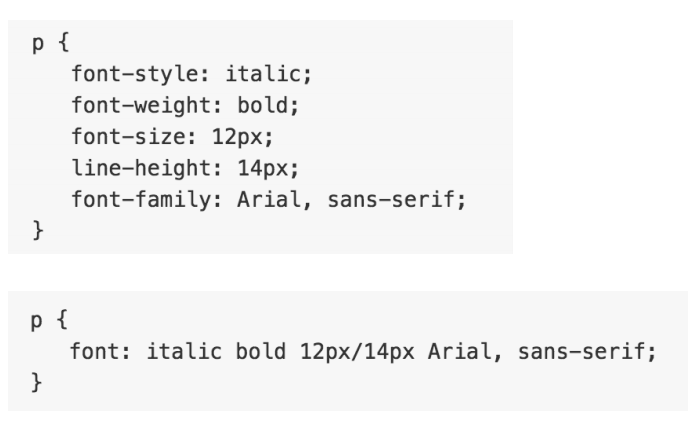 p {
   font-style: italic;
   font-weight: bold;
   font-size: 12px;
   line-height: 14px;
   font-family: Arial, sans-serif;
}
p {
   font: italic bold 12px/14px Arial, sans-serif;
}